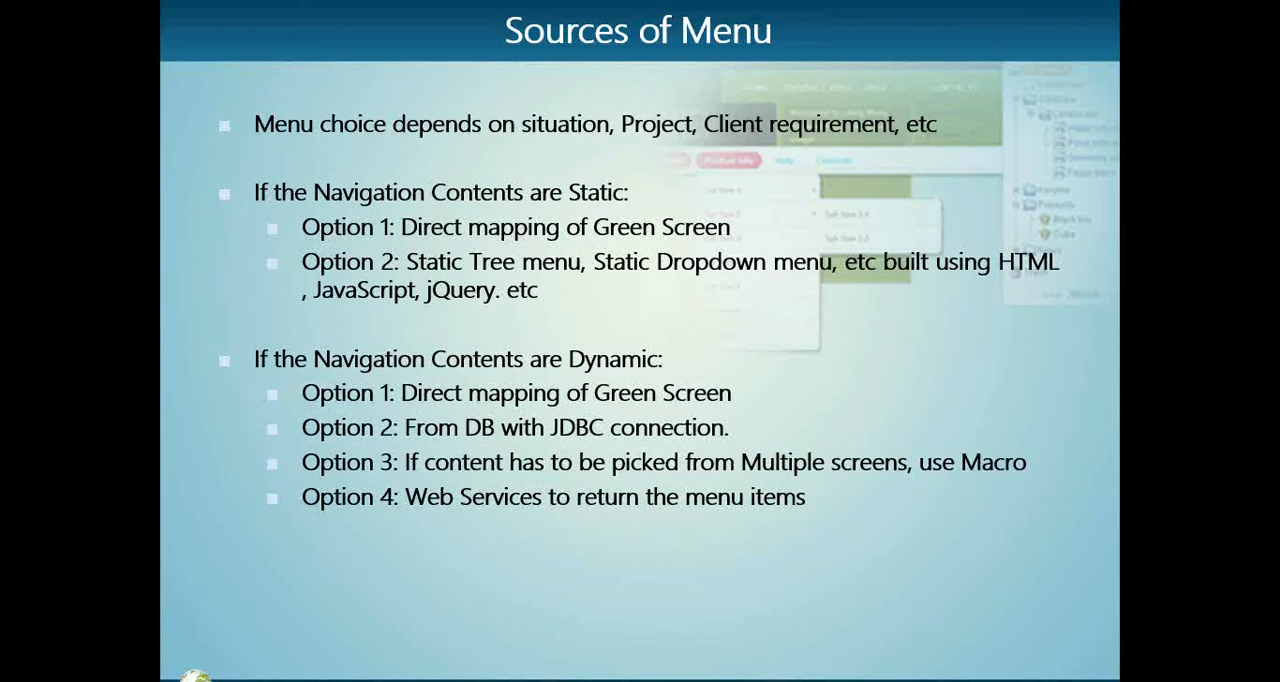 Sources of Menu
Menu choice depends on situation, Project, Client requirement, etc
If the Navigation Contents are Static:
Option 1: Direct mapping of Green Screen
Option 2: Static Tree menu, Static Dropdown menu, etc built using HTML
, JavaScript, jQuery. etc
If the Navigation Contents are Dynamic:
Option 1: Direct mapping of Green Screen
Option 2: From DB with JDBC connection.
Option 3: If content has to be picked from Multiple screens, use Macro
Option 4: Web Services to return the menu items